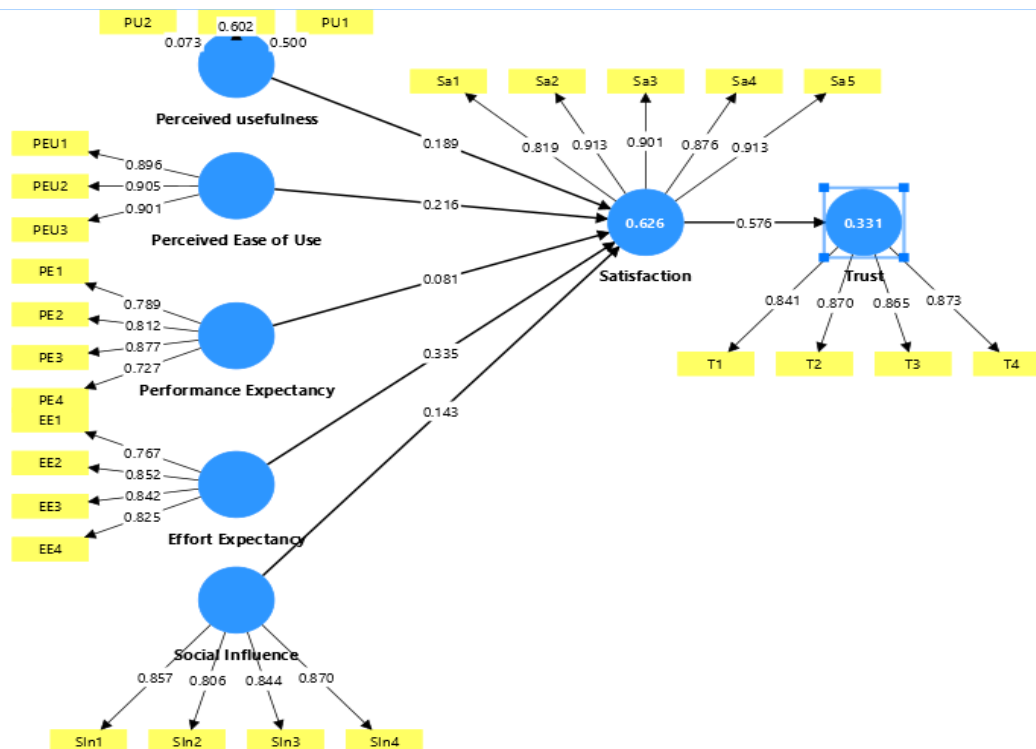 PU2
PU1
0.602
0.073
0.500
Perceived usefulness
0.189
PEU1
PEU2
PEU3
0.896
0.905
0.901
Perceived Ease of Use
0.216
PE1
PE2
PE3
PE4
0.789
0.812
0.877
0.727
Performance Expectancy
0.081
EE1
EE2
EE3
EE4
0.767
0.852
0.842
0.825
Effort Expectancy
0.335
Social Influence
0.143
0.857
0.806
0.844
0.870
SIn1
SIn2
SIn3
SIn4
Sa1
Sa2
Sa3
Sa4
Sa5
0.819
0.913
0.901
0.876
0.913
0.626
Satisfaction
0.576
0.331
Trust
0.841
0.870
0.865
0.873
T1
T2
T3
T4